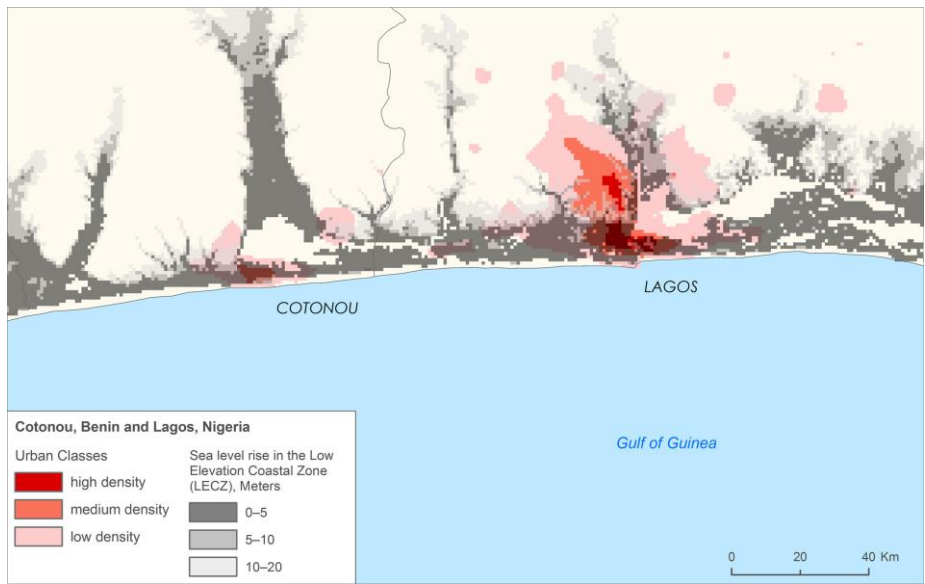 COTONOU
LAGOS
Gulf of Guinea
Cotonou, Benin and Lagos, Nigeria
Urban Classes
high density
medium density
low density
Sea level rise in the Low
Elevation Coastal Zone
(LECZ), Meters
0–5
5–10
10–20
0 20 40 Km